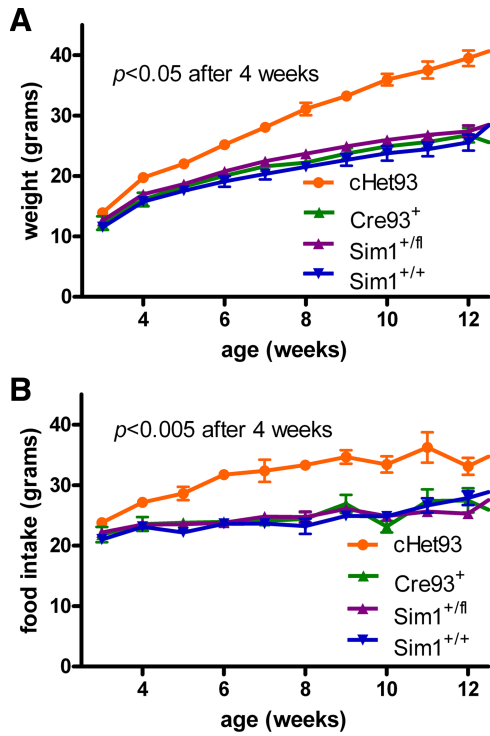 A
weight (grams)
40
30
20
10
0
p<0.05 after 4 weeks
cHet93
Cre93+
Sim1+/fl
Sim1+/+
4 6 8 10 12
age (weeks)
B
food intake (grams)
40
30
20
10
0
p<0.005 after 4 weeks
cHet93
Cre93+
Sim1+/fl
Sim1+/+
4 6 8 10 12
age (weeks)